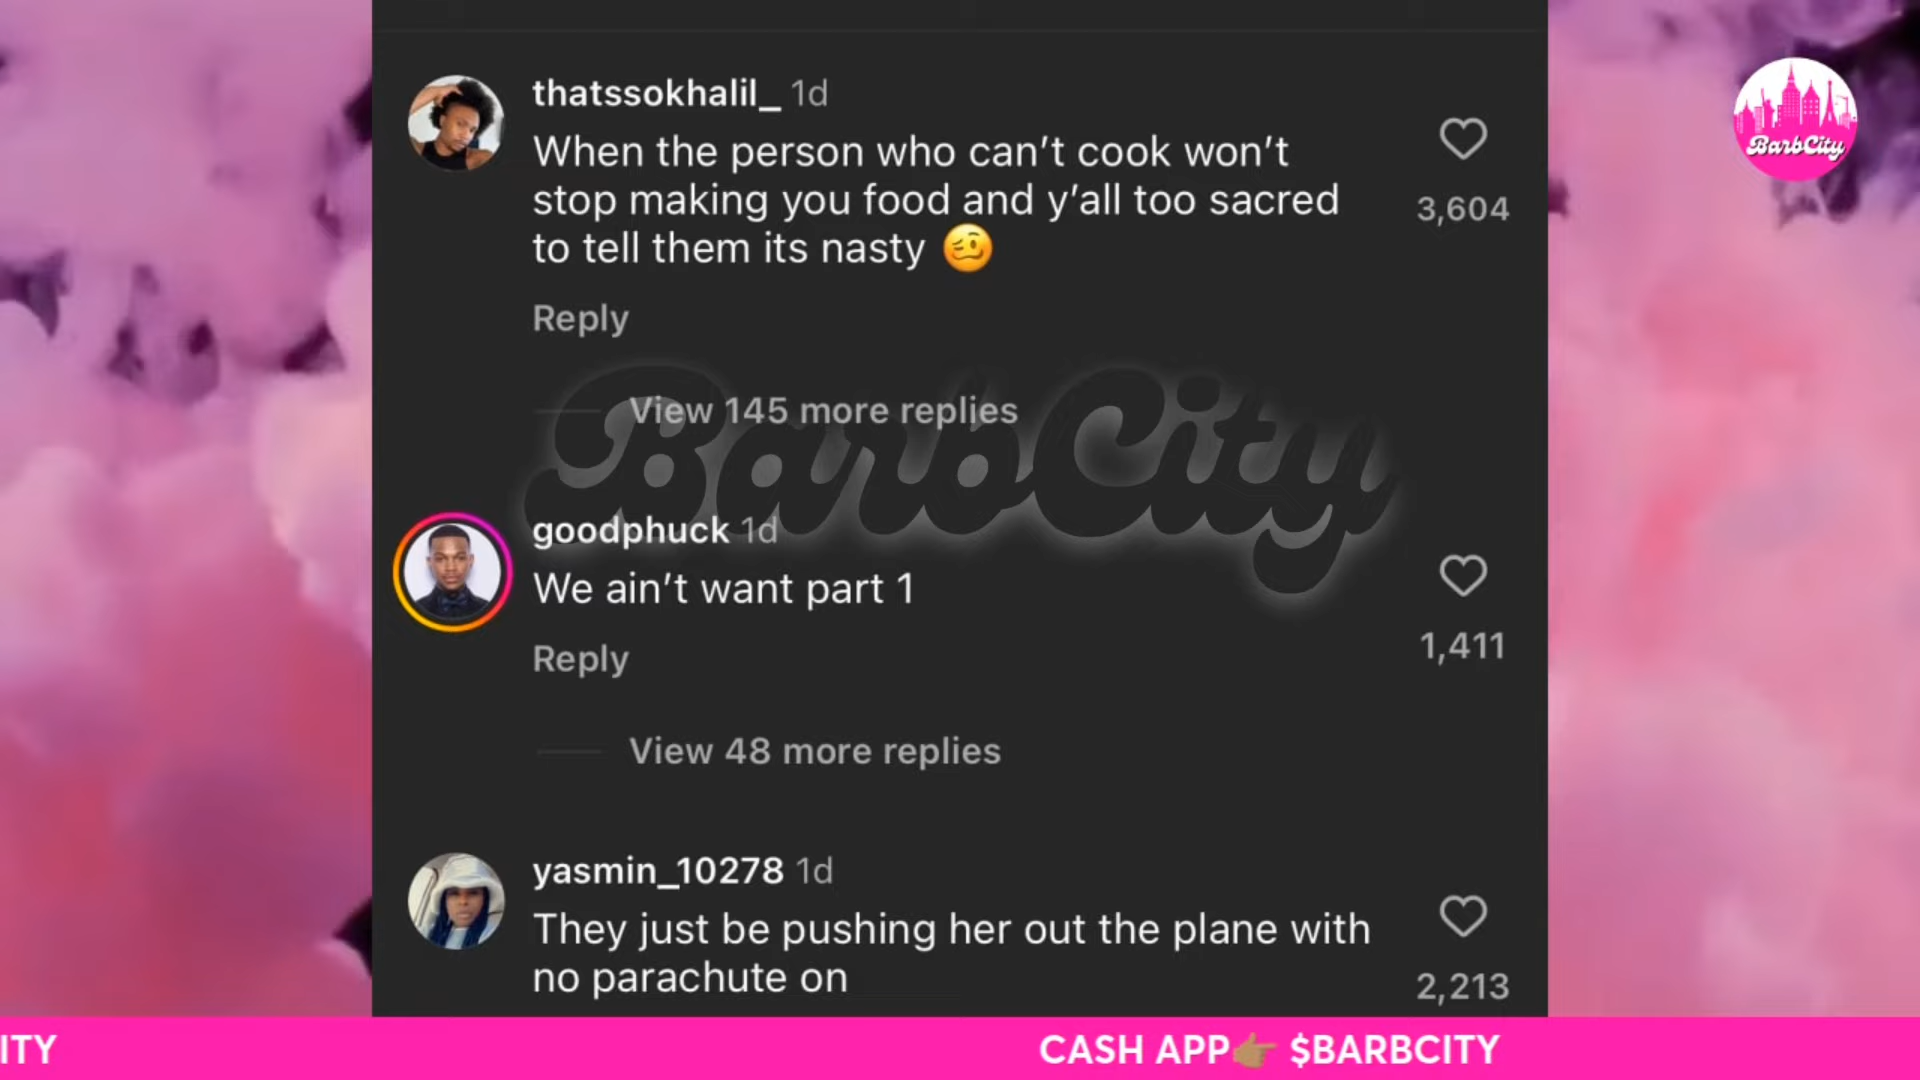 thatssokhalil_ 1d
When the person who can’t cook won’t
stop making you food and y’all too sacred
to tell them its nasty 🥴
3,604
Reply
View 145 more replies
BarbCity
goodphuck 1d
We ain’t want part 1
1,411
Reply
View 48 more replies
yasmin_10278 1d
They just be pushing her out the plane with
no parachute on
2,213
BarbCity
ITY
CASH APP👉🏽 $BARBCITY